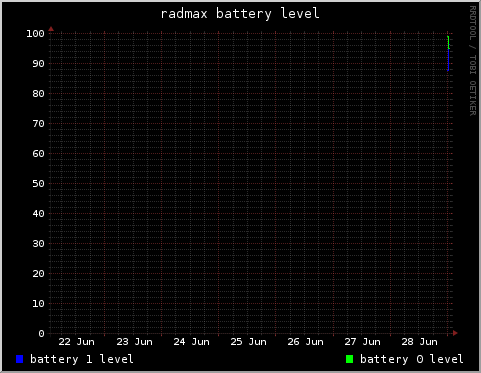 radmax battery level
RRDTOOL / TOBI OETIKER
100
90
80
70
60
50
40
30
20
10
0
22 Jun 23 Jun 24 Jun 25 Jun 26 Jun 27 Jun 28 Jun
battery 1 level battery 0 level